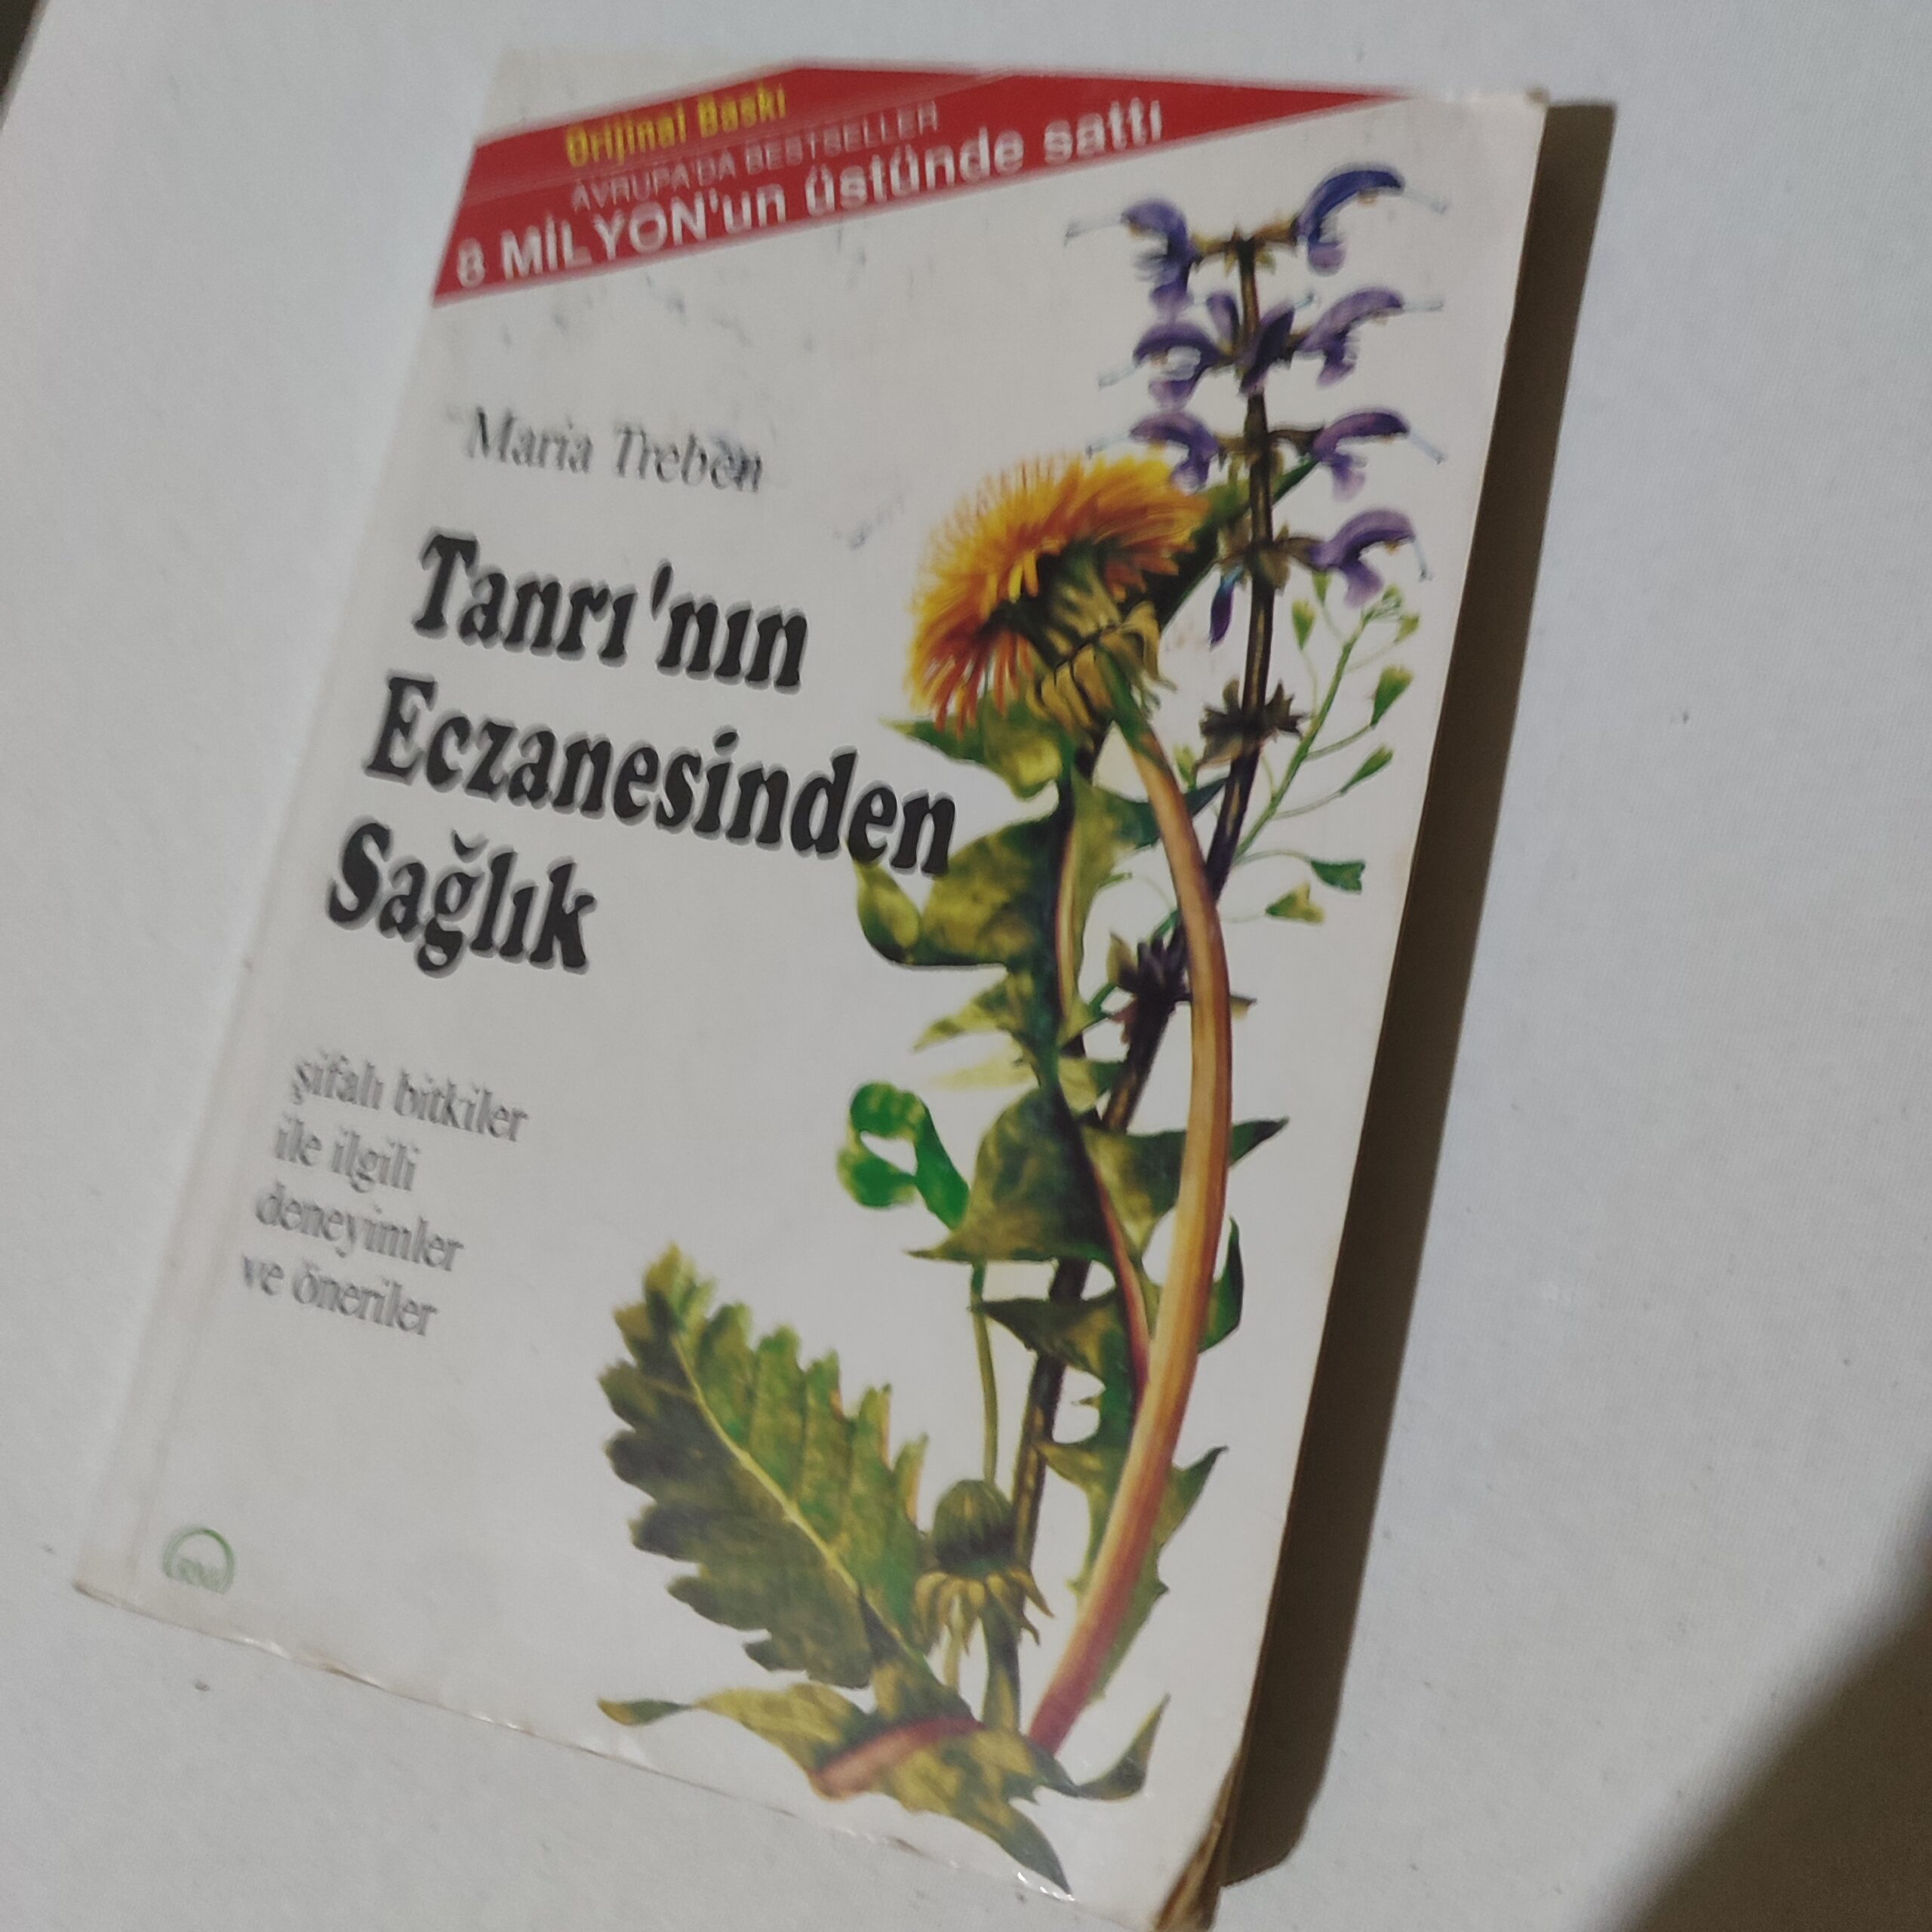 Orijinal Baskı
AVRUPA'DA BESTSELLER
8 MİLYON'un üstünde sattı
Maria Treben
Tanrı'nın
Eczanesinden
Sağlık
şifalı bitkiler
ile ilgili
deneyimler
ve öneriler